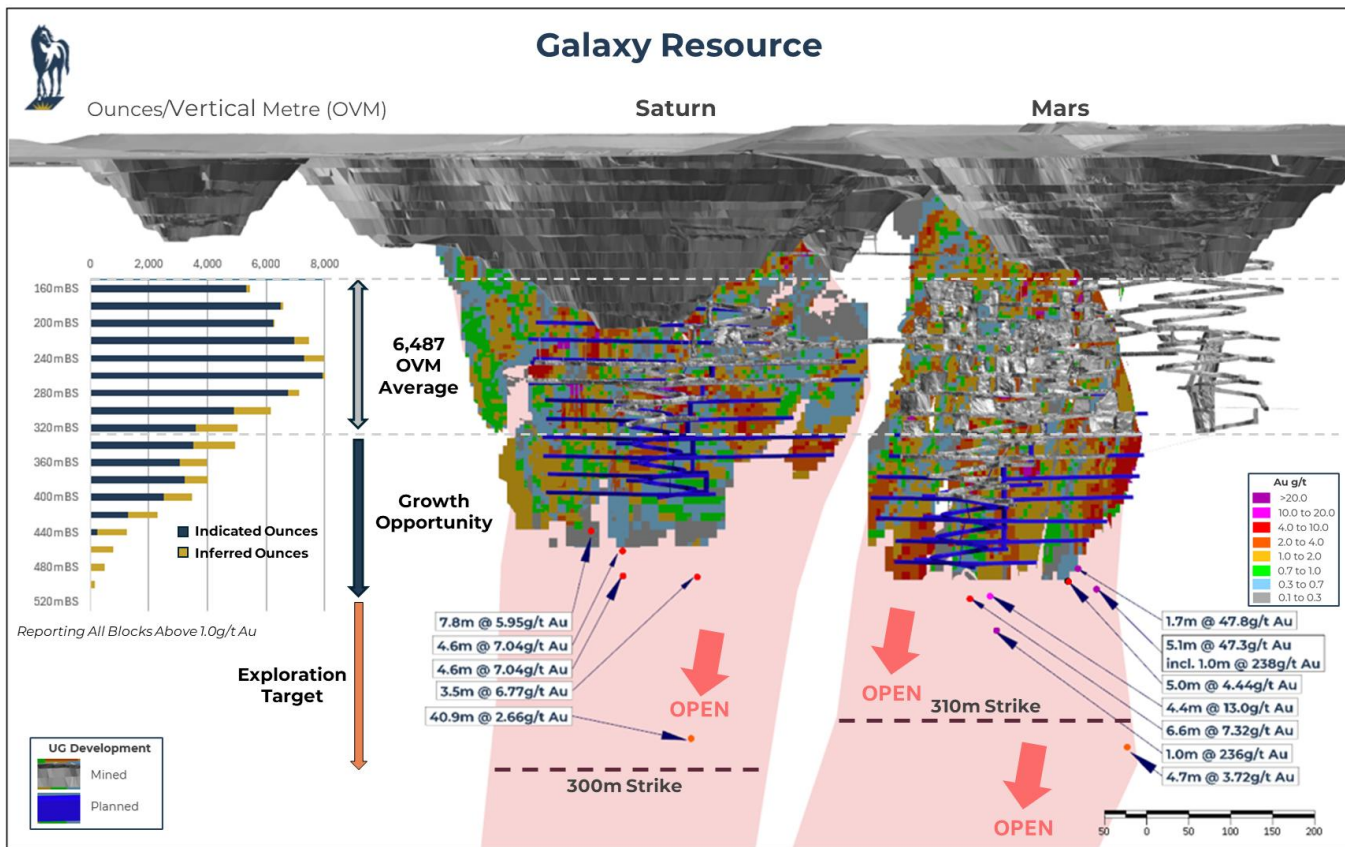 Galaxy Resource
Ounces/Vertical Metre (OVM)
Saturn
Mars
0 2,000 4,000 6,000 8,000
160mBS
200mBS
240mBS
280mBS
320mBS
360mBS
400mBS
440mBS
480mBS
520mBS
Indicated Ounces
Inferred Ounces
Reporting All Blocks Above 1.0g/t Au
6,487
OVM
Average
Growth
Opportunity
Exploration
Target
UG Development
Mined
Planned
7.8m @ 5.95g/t Au
4.6m @ 7.04g/t Au
4.6m @ 7.04g/t Au
3.5m @ 6.77g/t Au
40.9m @ 2.66g/t Au
OPEN
300m Strike
OPEN
310m Strike
OPEN
Au g/t
>20.0
10.0 to 20.0
4.0 to 10.0
2.0 to 4.0
1.0 to 2.0
0.7 to 1.0
0.3 to 0.7
0.1 to 0.3
1.7m @ 47.8g/t Au
5.1m @ 47.3g/t Au
incl. 1.0m @ 238g/t Au
5.0m @ 4.44g/t Au
4.4m @ 13.0g/t Au
6.6m @ 7.32g/t Au
1.0m @ 236g/t Au
4.7m @ 3.72g/t Au
50 0 50 100 150 200